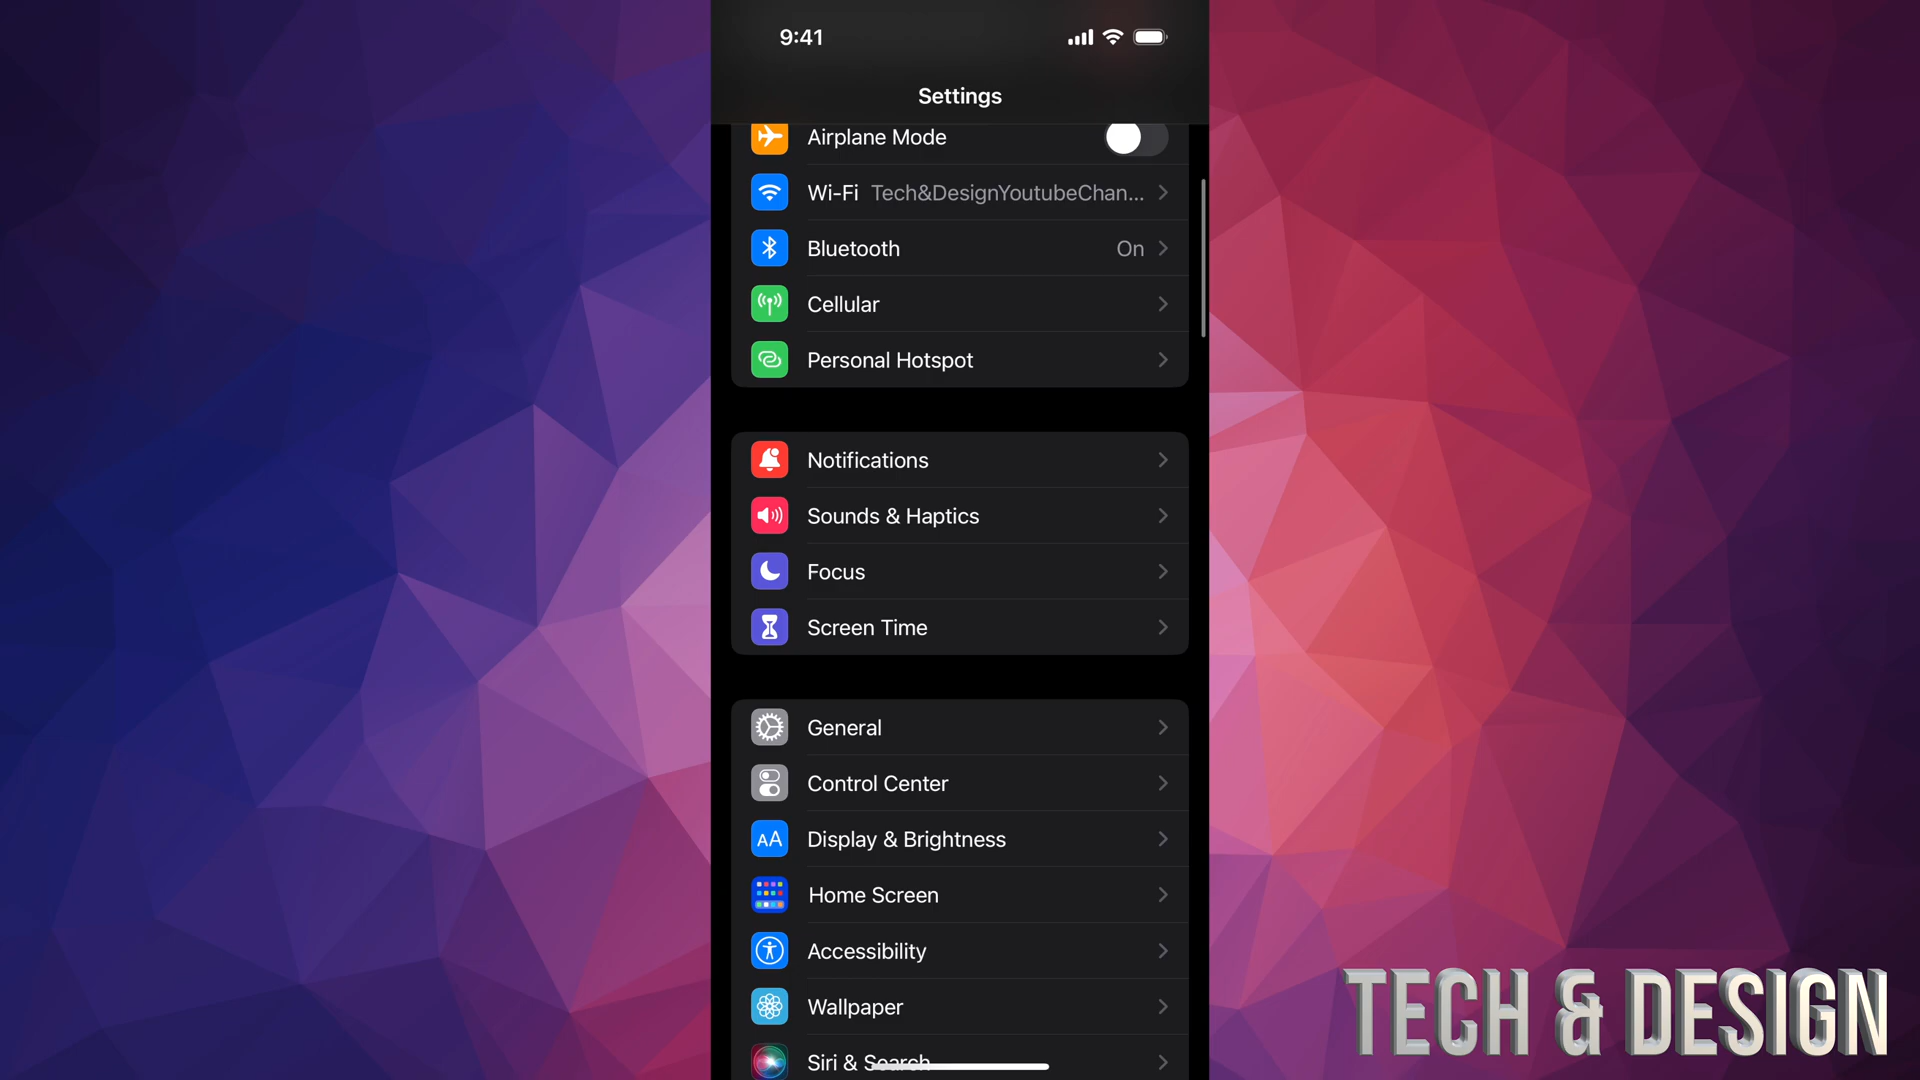 9:41
Settings
Airplane Mode
Wi-Fi Tech&DesignYoutubeChan...
Bluetooth On
Cellular
Personal Hotspot
Notifications
Sounds & Haptics
Focus
Screen Time
General
Control Center
AA Display & Brightness
Home Screen
Accessibility
Wallpaper
Siri & Search
TECH & DESIGN